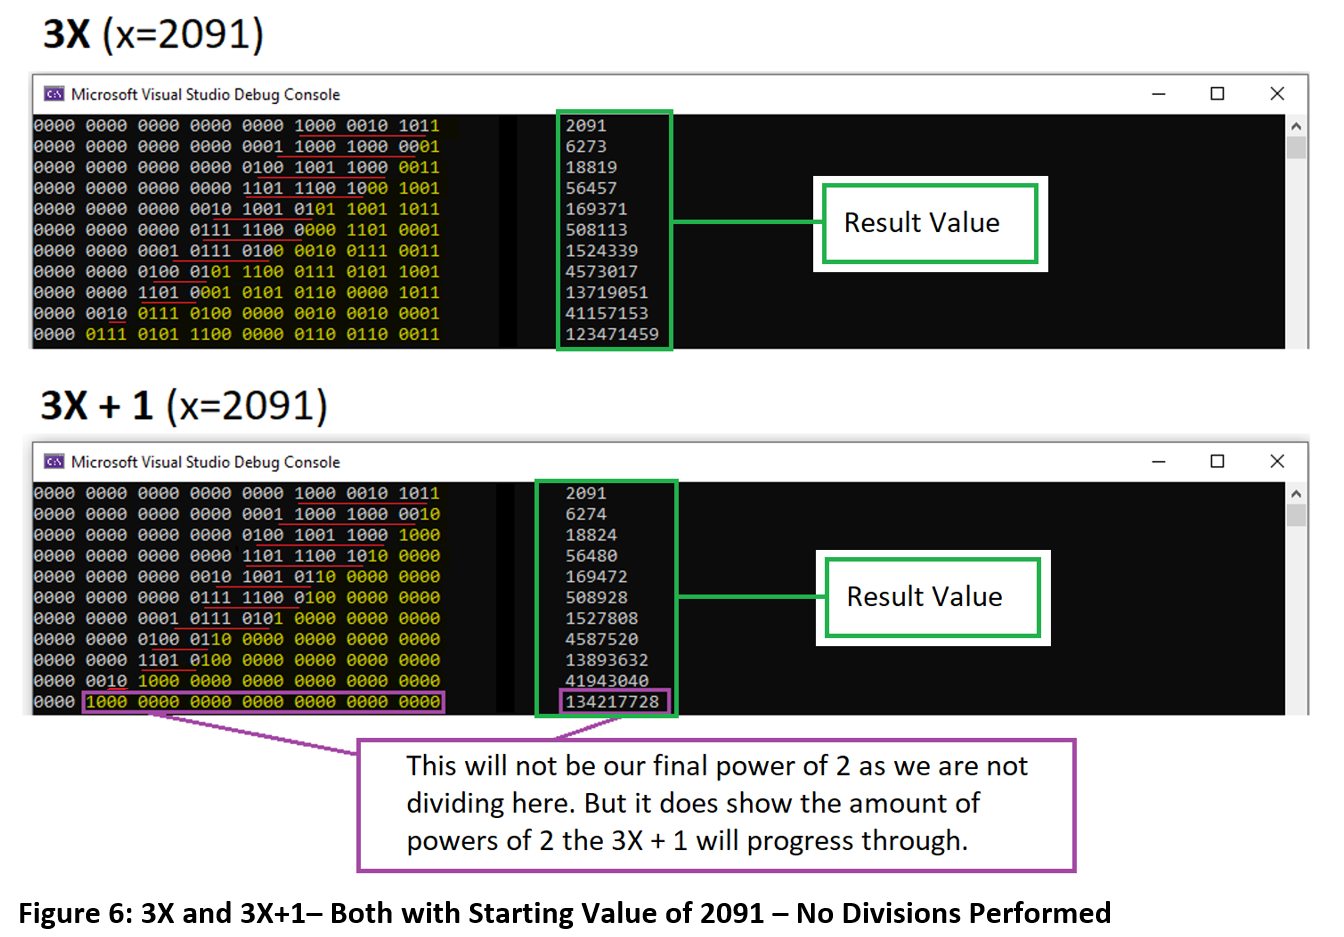 3X (x=2091)
Microsoft Visual Studio Debug Console
0000 0000 0000 0000 0000 1000 0010 1011 2091
0000 0000 0000 0000 0001 1000 1000 0001 6273
0000 0000 0000 0000 0100 1001 1000 0011 18819
0000 0000 0000 0000 1101 1100 1000 1001 56457
0000 0000 0000 0010 1001 0101 1001 1011 169371
0000 0000 0000 0111 1100 0000 1101 0001 508113
0000 0000 0001 0111 0100 0010 0111 0011 1524339
0000 0000 0100 0101 1100 0111 0101 1001 4573017
0000 0000 1101 0001 0101 0110 0000 1011 13719051
0000 0010 0111 0100 0000 0010 0010 0001 41157153
0000 0111 0101 1100 0000 0110 0110 0011 123471459
Result Value
3X + 1 (x=2091)
Microsoft Visual Studio Debug Console
0000 0000 0000 0000 0000 1000 0010 1011 2091
0000 0000 0000 0000 0001 1000 1000 0010 6274
0000 0000 0000 0000 0100 1001 1000 1000 18824
0000 0000 0000 0000 1101 1100 1010 0000 56480
0000 0000 0000 0010 1001 0110 0000 0000 169472
0000 0000 0000 0111 1100 0100 0000 0000 508928
0000 0000 0001 0111 0101 0000 0000 0000 1527808
0000 0000 0100 0110 0000 0000 0000 0000 4587520
0000 0000 1101 0100 0000 0000 0000 0000 13893632
0000 0010 1000 0000 0000 0000 0000 0000 41943040
0000 1000 0000 0000 0000 0000 0000 0000 134217728
Result Value
This will not be our final power of 2 as we are not
dividing here. But it does show the amount of
powers of 2 the 3X + 1 will progress through.
Figure 6: 3X and 3X+1– Both with Starting Value of 2091 – No Divisions Performed